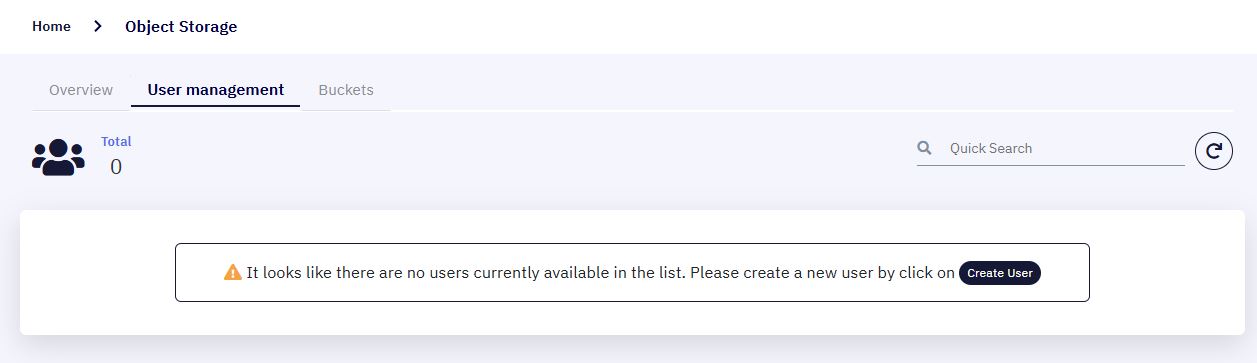 Home Object Storage
Overview User management Buckets
Total
0
Quick Search
It looks like there are no users currently available in the list. Please create a new user by click on Create User